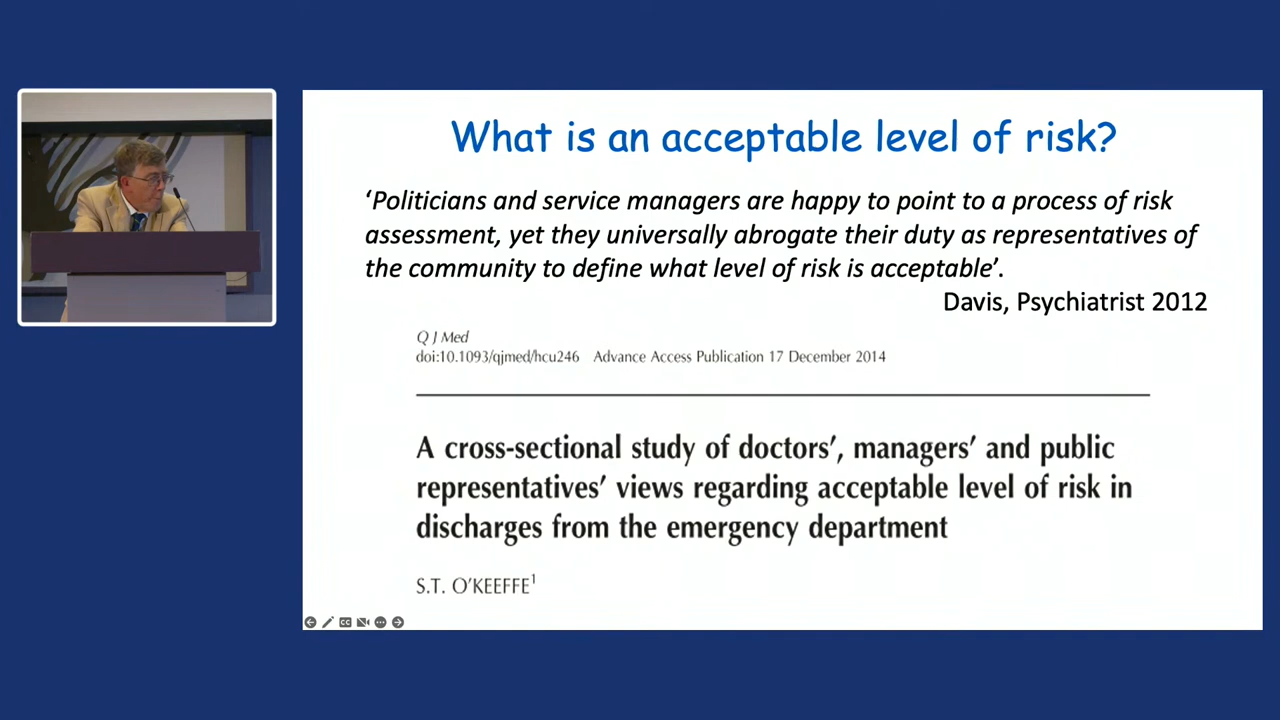 What is an acceptable level of risk?
‘Politicians and service managers are happy to point to a process of risk
assessment, yet they universally abrogate their duty as representatives of
the community to define what level of risk is acceptable’.
Davis, Psychiatrist 2012
Q J Med
doi:10.1093/qjmed/hcu246 Advance Access Publication 17 December 2014
A cross-sectional study of doctors’, managers’ and public
representatives’ views regarding acceptable level of risk in
discharges from the emergency department
S.T. O’KEEFFE¹
CC